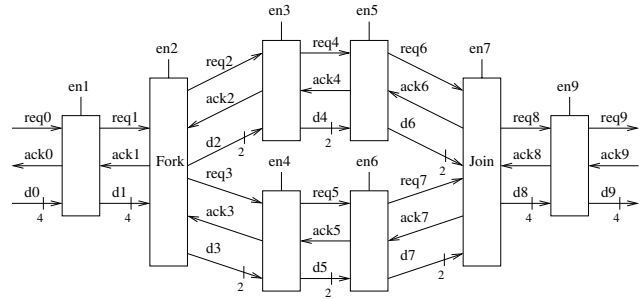 en3 en5
en2 req4 en7
req2 req6
en1 ack4 en9
ack2 ack6
req0 req1 d4 req8 req9
2
d2 2 d6
ack0 ack1 Fork 2 Join ack8 ack9
en4 en6
req3 req5 req7
d0 d1 d8 d9
4 4 4 4
ack3 ack5 ack7
d3 d5 d7
2 2 2